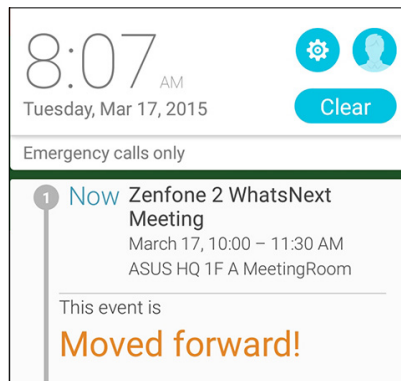 8:07 AM
Tuesday, Mar 17, 2015
Clear
Emergency calls only
1 Now Zenfone 2 WhatsNext
Meeting
March 17, 10:00 – 11:30 AM
ASUS HQ 1F A MeetingRoom
This event is
Moved forward!